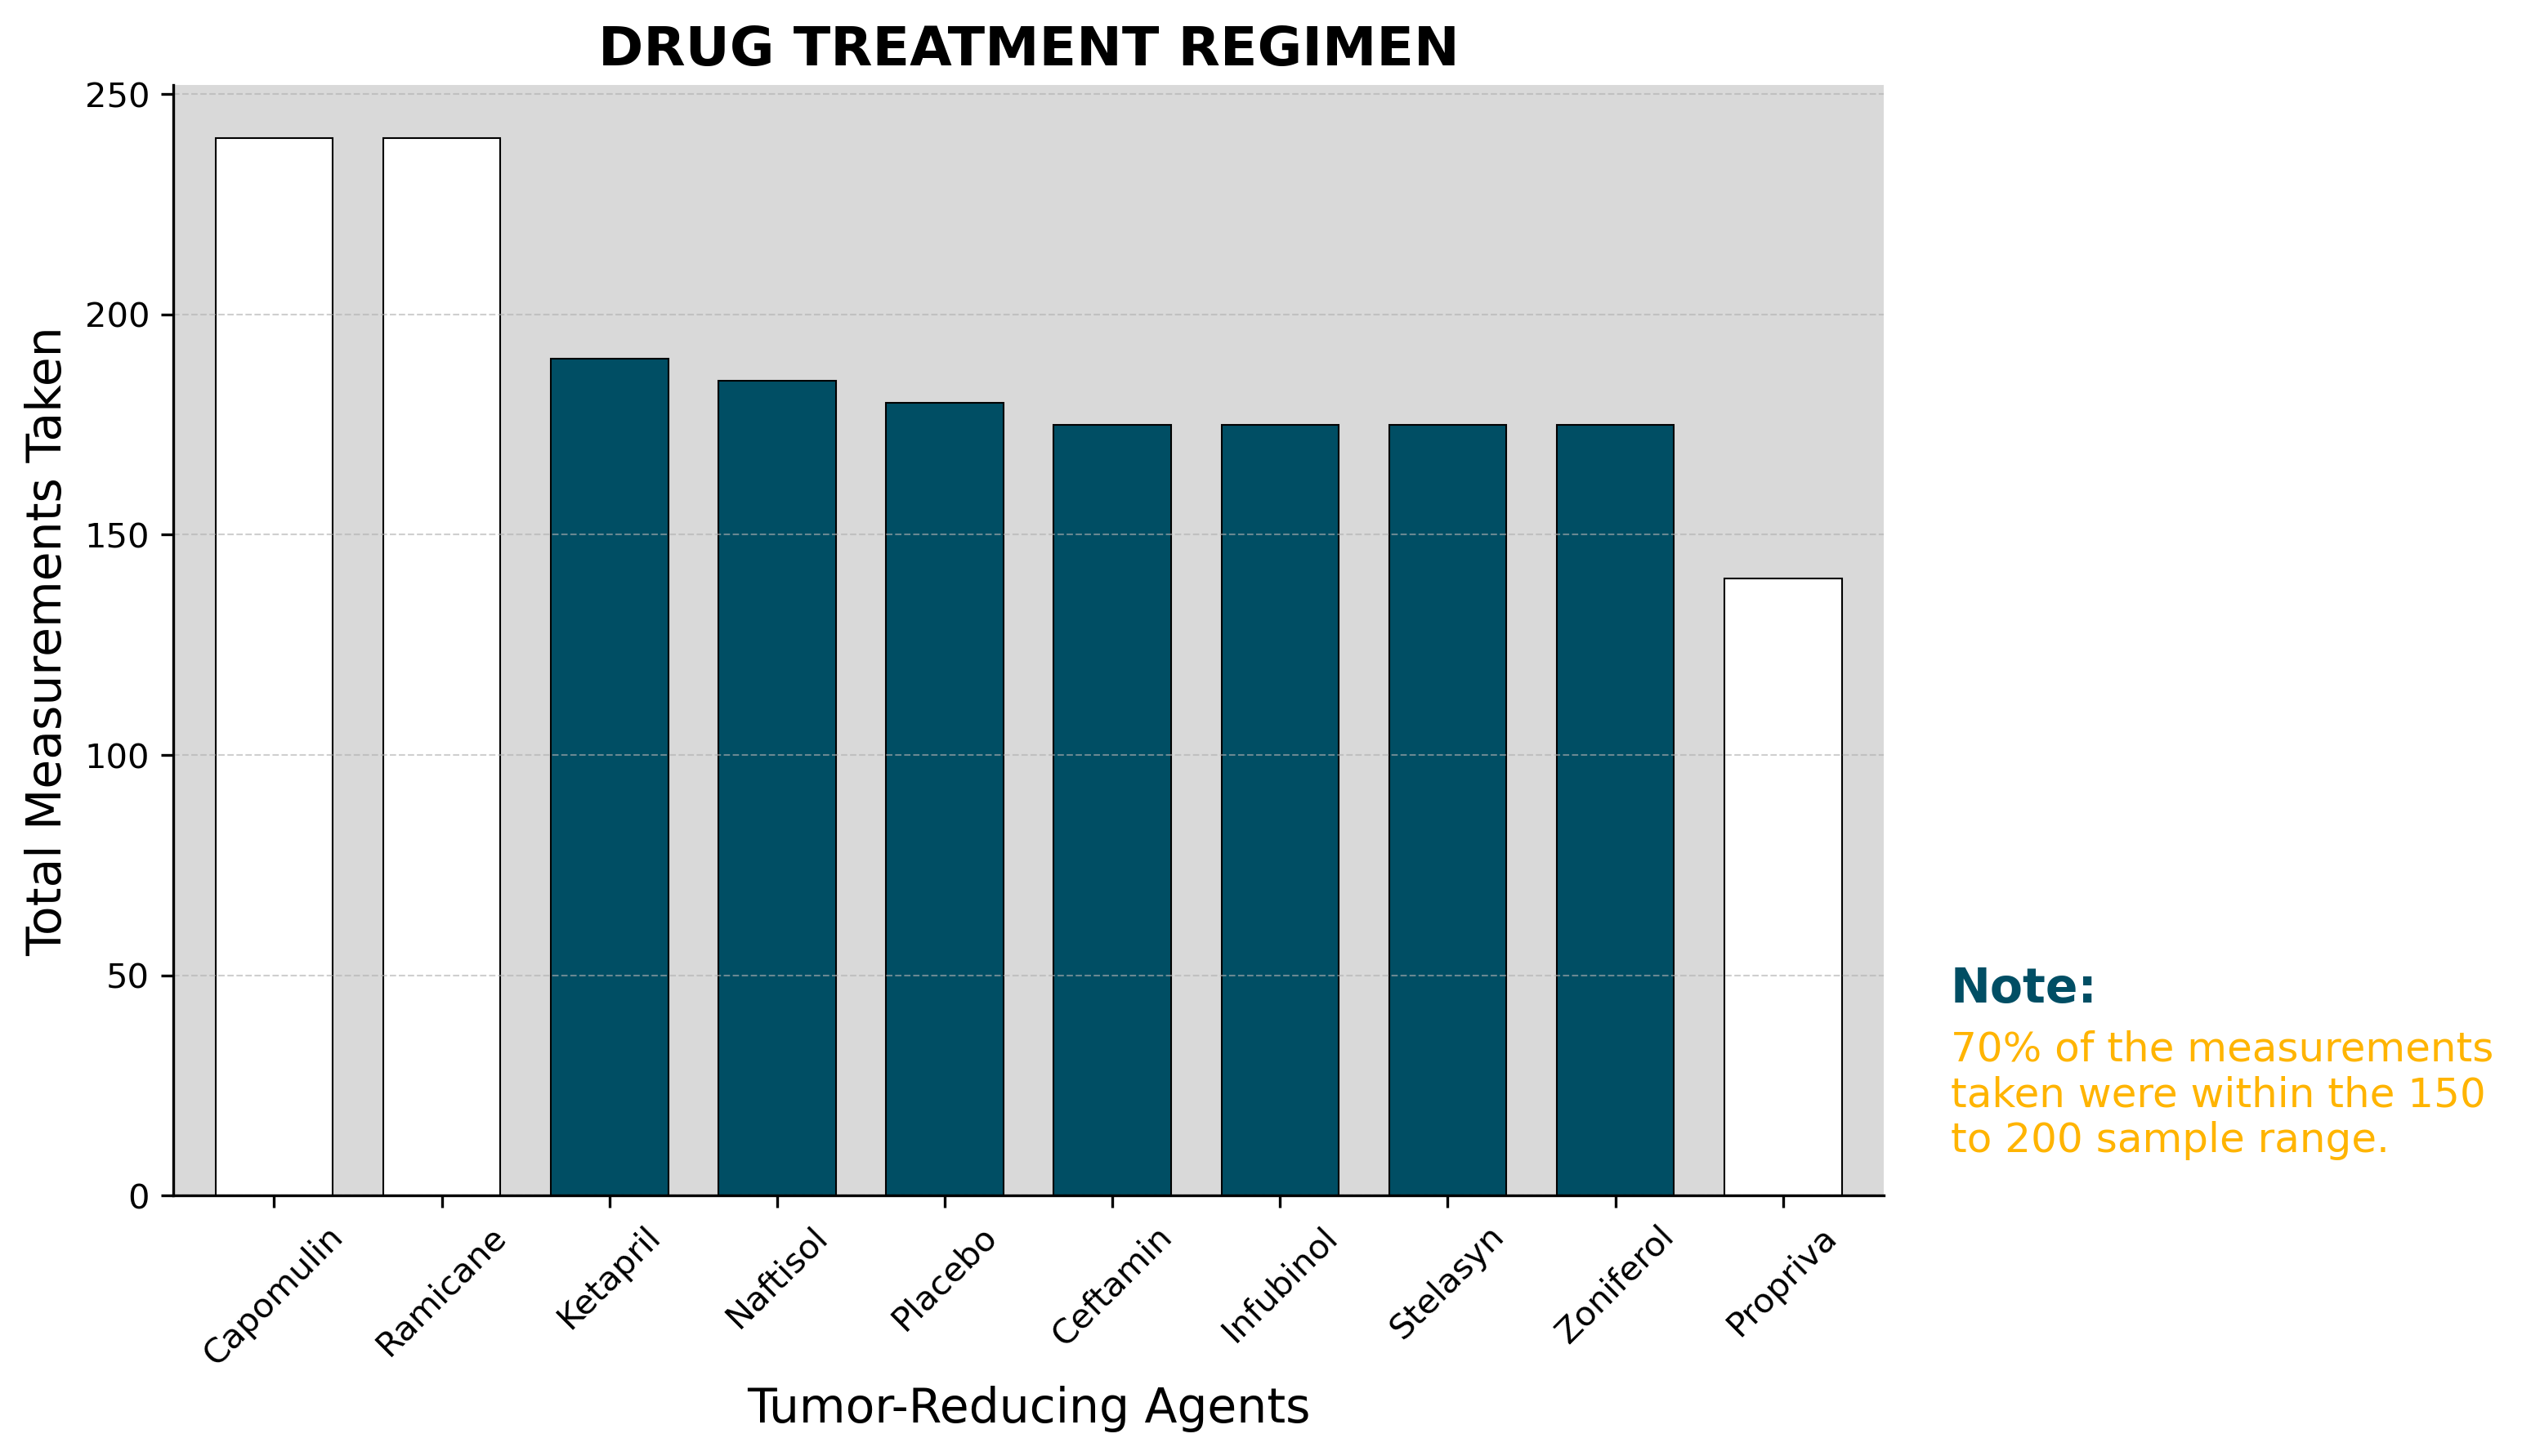 DRUG TREATMENT REGIMEN
Total Measurements Taken
250
200
150
100
50
0
Capomulin
Ramicane
Ketapril
Naftisol
Placebo
Ceftamin
Infubinol
Stelasyn
Zoniferol
Propriva
Tumor-Reducing Agents
Note:
70% of the measurements
taken were within the 150
to 200 sample range.